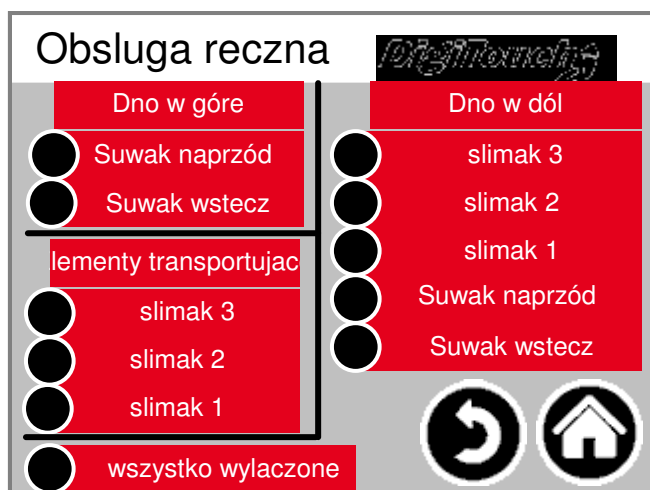 Obsluga reczna
DigiTouchy
Dno w góre
Suwak naprzód
Suwak wstecz
lementy transportujac
slimak 3
slimak 2
slimak 1
wszystko wylaczone
Dno w dól
slimak 3
slimak 2
slimak 1
Suwak naprzód
Suwak wstecz